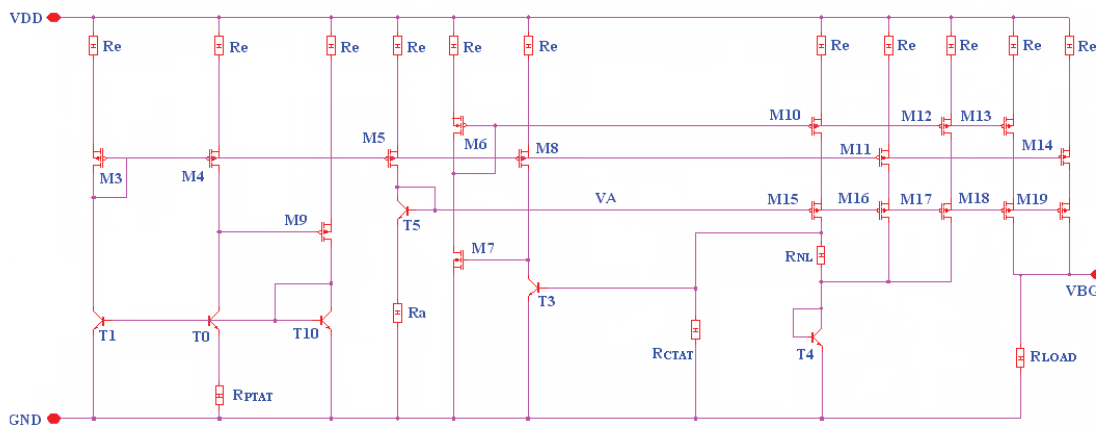 VDD
Re Re Re Re Re Re Re Re Re Re Re
M10 M12 M13
M5 M6 M8 M11 M14
M3 M4
VA M15 M16 M17 M18 M19
M9 T5
M7 RNL
T3 VBG
Ra
T1 T0 T10 RCTAT T4 RLOAD
RPTAT
GND